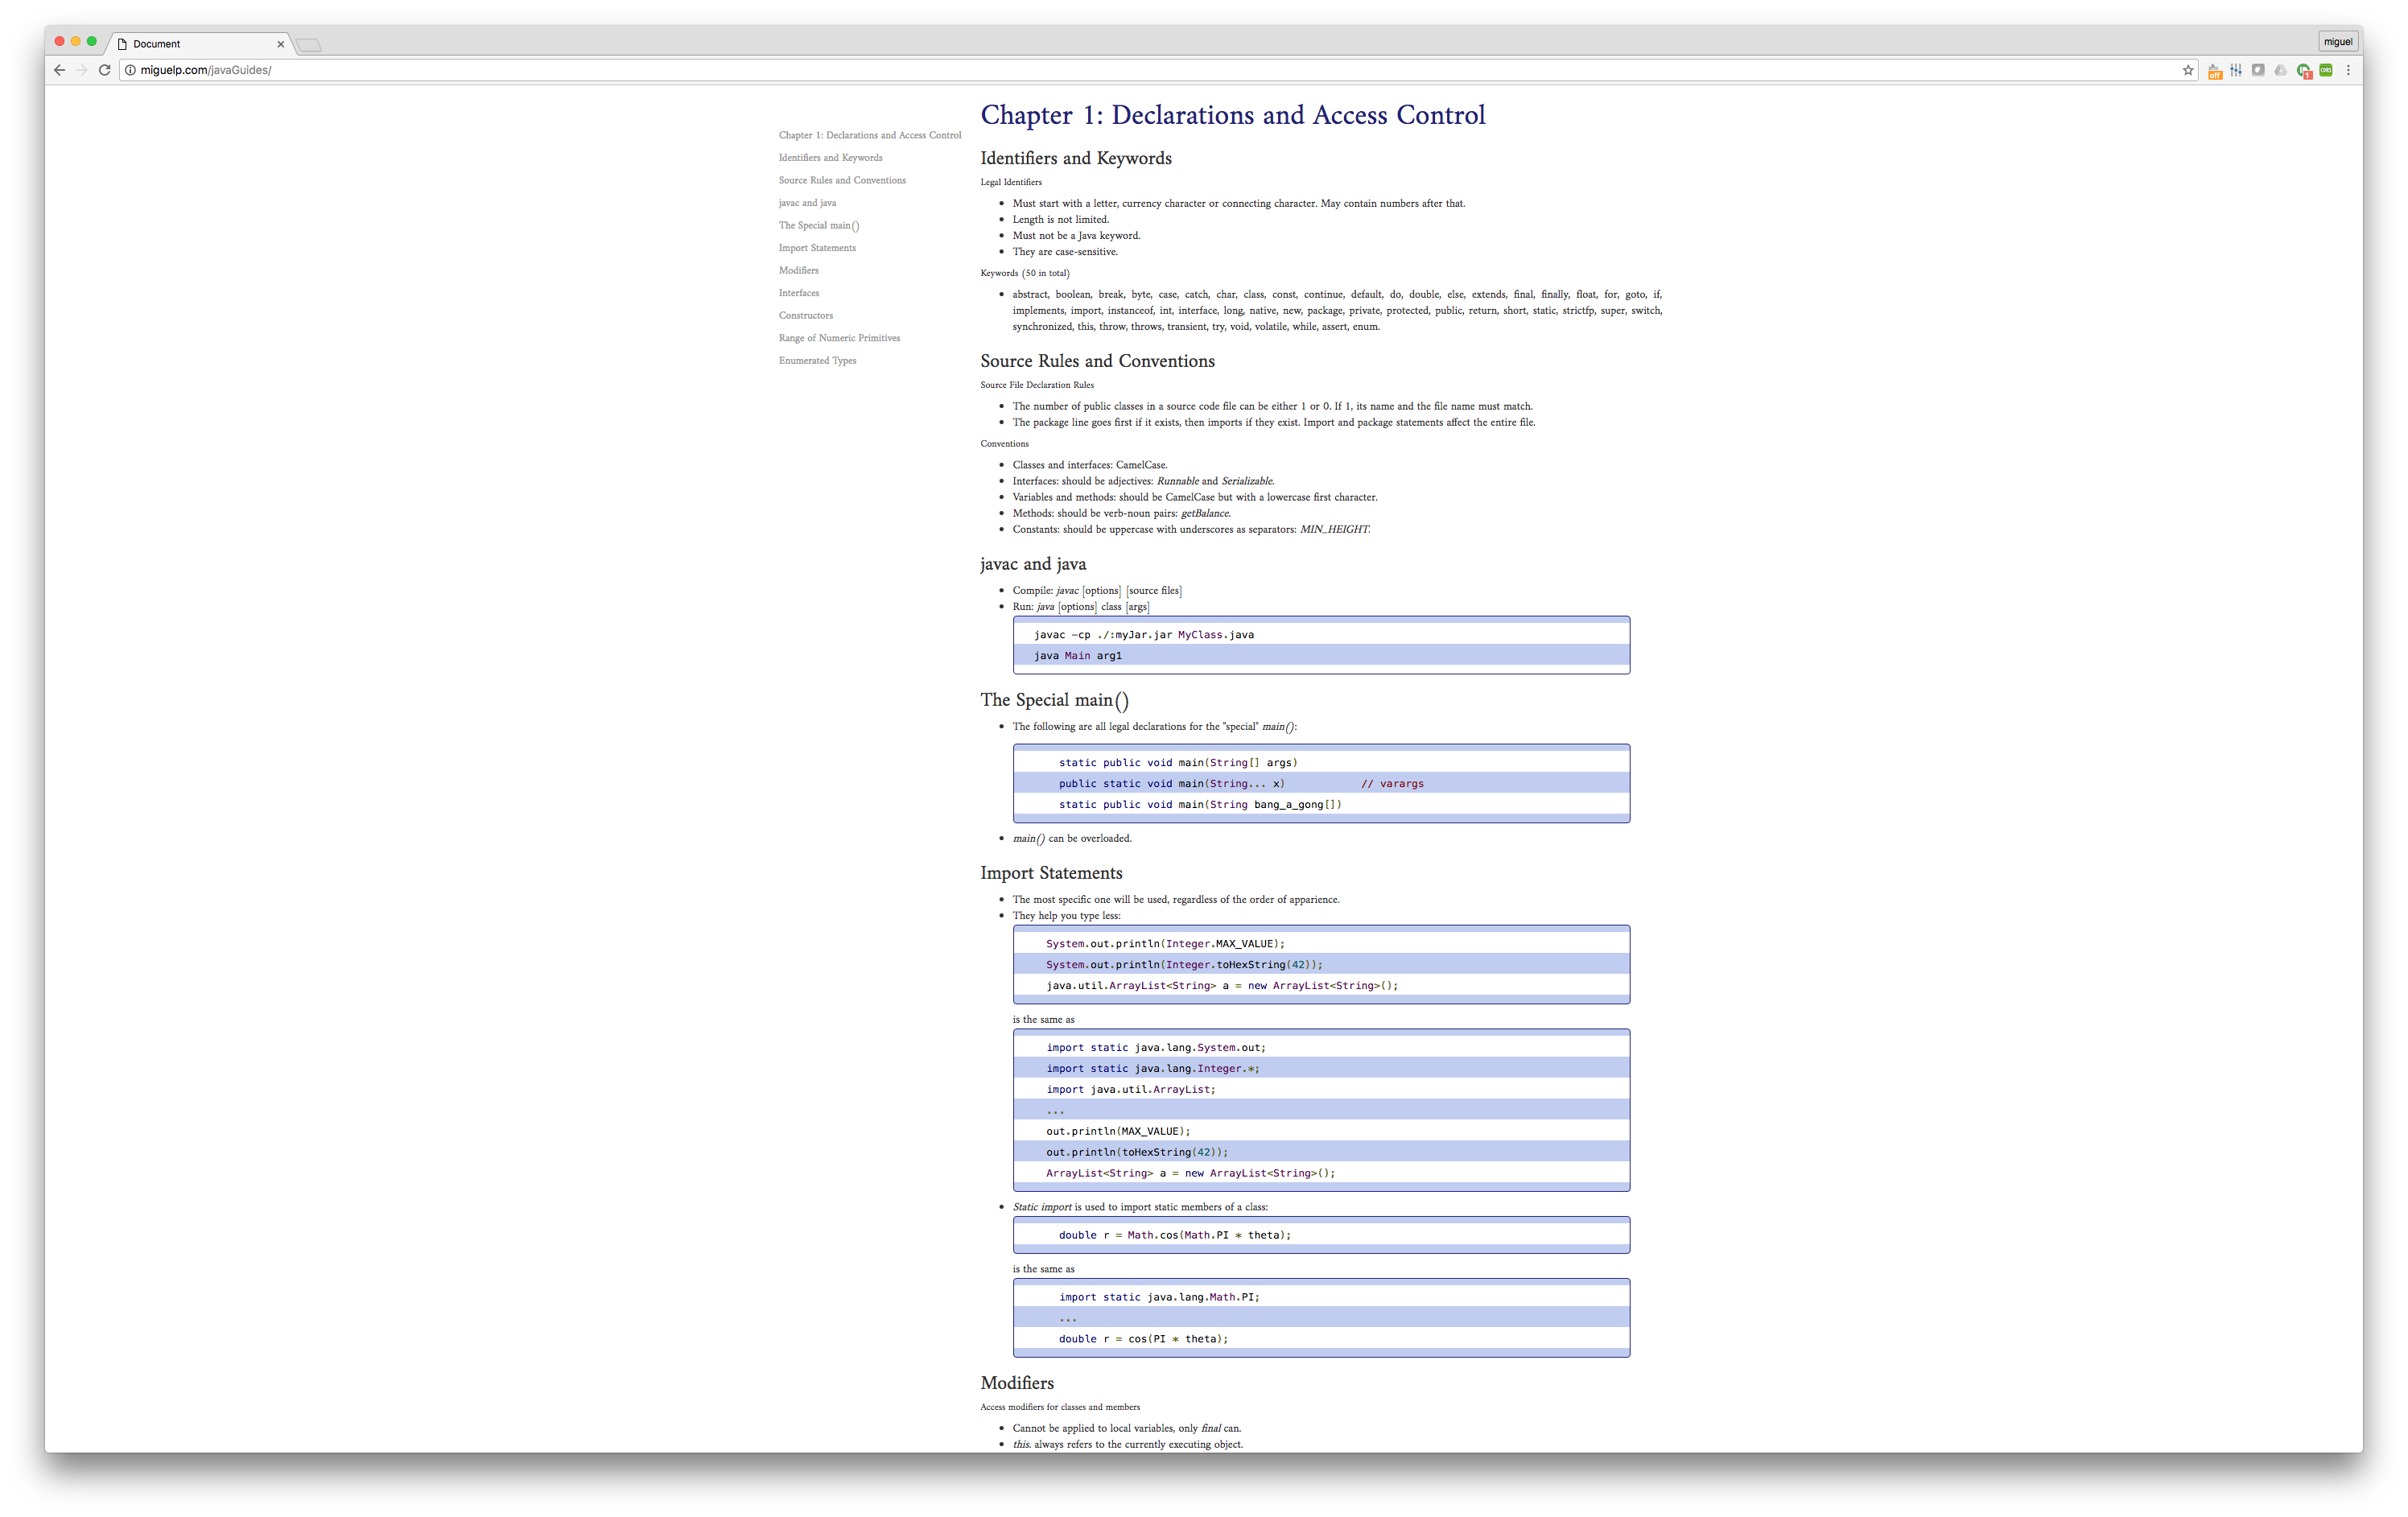 Document
miguel
miguelp.com/javaGuides/
off
1
CORS
Chapter 1: Declarations and Access Control
Identifiers and Keywords
Source Rules and Conventions
javac and java
The Special main()
Import Statements
Modifiers
Interfaces
Constructors
Range of Numeric Primitives
Enumerated Types
Chapter 1: Declarations and Access Control
Identifiers and Keywords
Legal Identifiers
• Must start with a letter, currency character or connecting character. May contain numbers after that.
• Length is not limited.
• Must not be a Java keyword.
• They are case-sensitive.
Keywords (50 in total)
• abstract, boolean, break, byte, case, catch, char, class, const, continue, default, do, double, else, extends, final, finally, float, for, goto, if,
implements, import, instanceof, int, interface, long, native, new, package, private, protected, public, return, short, static, strictfp, super, switch,
synchronized, this, throw, throws, transient, try, void, volatile, while, assert, enum.
Source Rules and Conventions
Source File Declaration Rules
• The number of public classes in a source code file can be either 1 or 0. If 1, its name and the file name must match.
• The package line goes first if it exists, then imports if they exist. Import and package statements affect the entire file.
Conventions
• Classes and interfaces: CamelCase.
• Interfaces: should be adjectives: Runnable and Serializable.
• Variables and methods: should be CamelCase but with a lowercase first character.
• Methods: should be verb-noun pairs: getBalance.
• Constants: should be uppercase with underscores as separators: MIN_HEIGHT.
javac and java
• Compile: javac [options] [source files]
• Run: java [options] class [args]
javac –cp ./:myJar.jar MyClass.java
java Main arg1
The Special main()
• The following are all legal declarations for the "special" main():
static public void main(String[] args)
public static void main(String... x) // varargs
static public void main(String bang_a_gong[])
• main() can be overloaded.
Import Statements
• The most specific one will be used, regardless of the order of apparience.
• They help you type less:
System.out.println(Integer.MAX_VALUE);
System.out.println(Integer.toHexString(42));
java.util.ArrayList<String> a = new ArrayList<String>();
is the same as
import static java.lang.System.out;
import static java.lang.Integer.*;
import java.util.ArrayList;
...
out.println(MAX_VALUE);
out.println(toHexString(42));
ArrayList<String> a = new ArrayList<String>();
• Static import is used to import static members of a class:
double r = Math.cos(Math.PI * theta);
is the same as
import static java.lang.Math.PI;
...
double r = cos(PI * theta);
Modifiers
Access modifiers for classes and members
• Cannot be applied to local variables, only final can.
• this. always refers to the currently executing object.